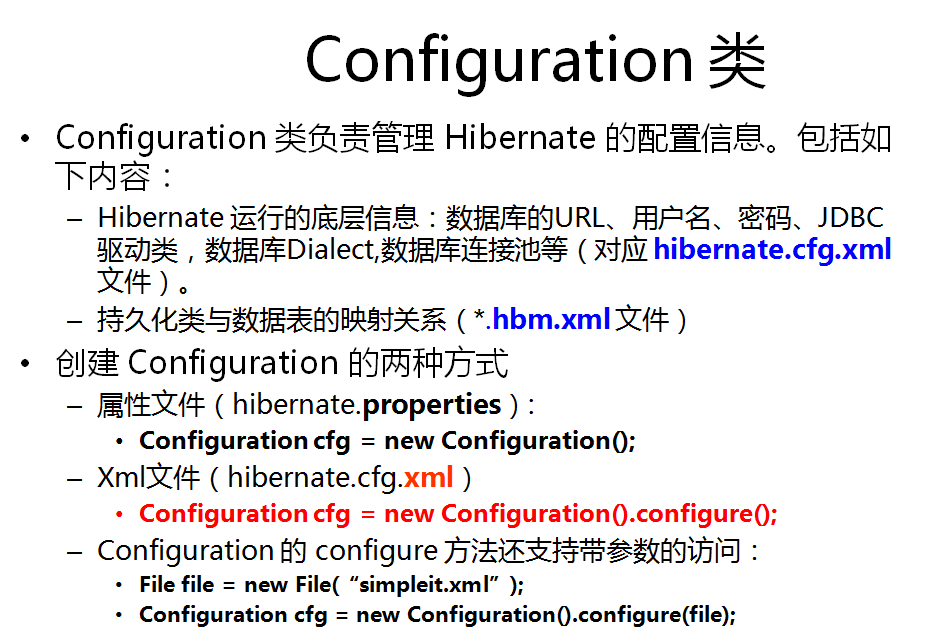 Configuration 类
• Configuration 类负责管理 Hibernate 的配置信息。包括如
下内容：
– Hibernate 运行的底层信息：数据库的URL、用户名、密码、JDBC
驱动类，数据库Dialect,数据库连接池等（对应 hibernate.cfg.xml
文件）。
– 持久化类与数据表的映射关系（*.hbm.xml 文件）
• 创建 Configuration 的两种方式
– 属性文件（hibernate.properties）:
• Configuration cfg = new Configuration();
– Xml文件（hibernate.cfg.xml）
• Configuration cfg = new Configuration().configure();
– Configuration 的 configure 方法还支持带参数的访问：
• File file = new File(“simpleit.xml”);
• Configuration cfg = new Configuration().configure(file);